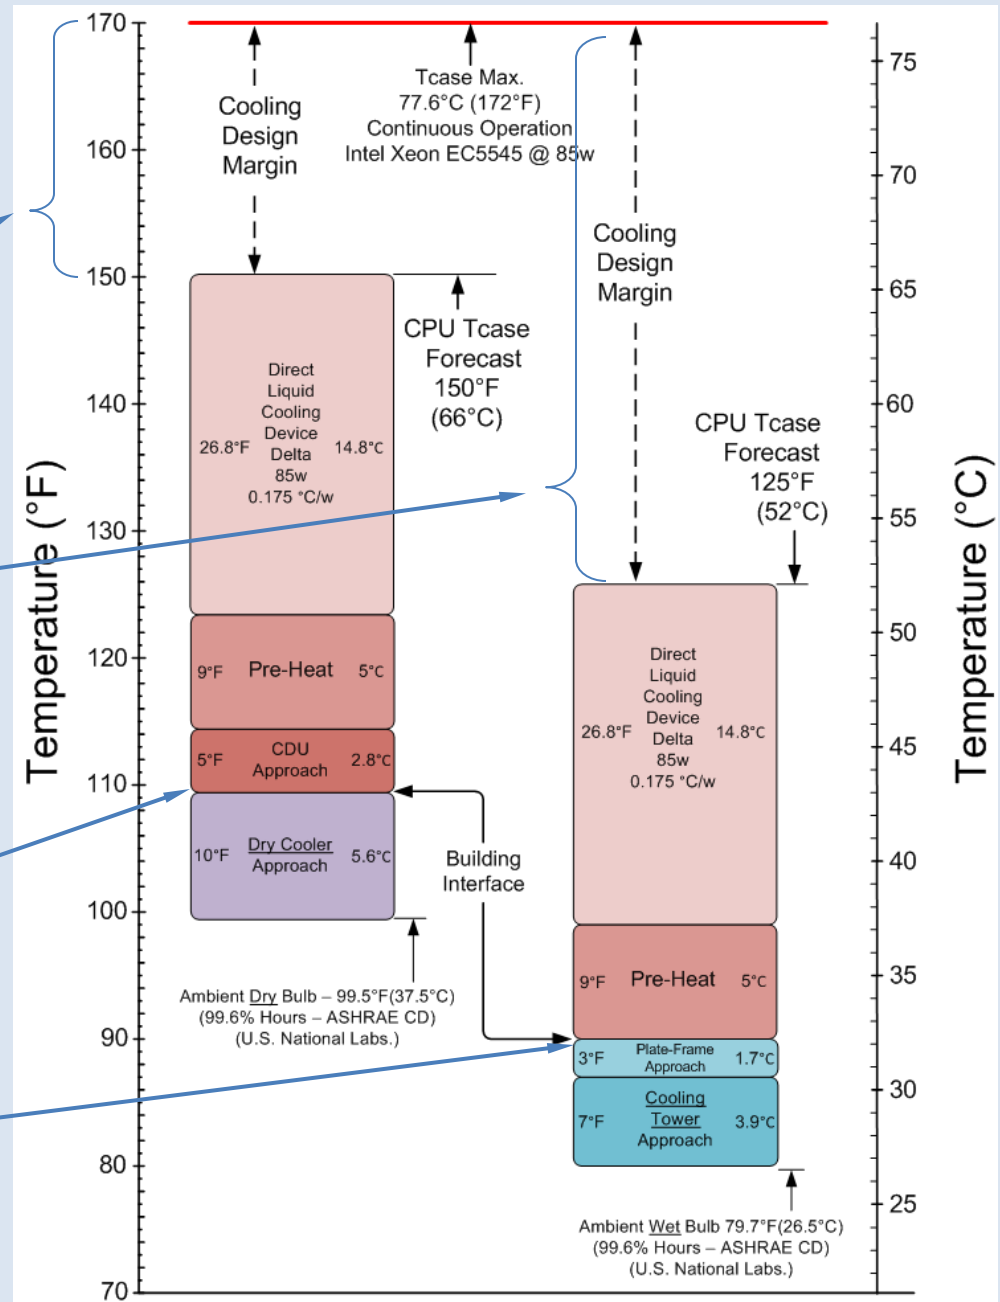 Temperature (°F)
170
160
150
140
130
120
110
100
90
80
70
Cooling
Design
Margin
Tcase Max.
77.6°C (172°F)
Continuous Operation
Intel Xeon EC5545 @ 85w
Cooling
Design
Margin
CPU Tcase
Forecast
150°F
(66°C)
Direct
Liquid
Cooling
Device
Delta
85w
0.175 °C/w
26.8°F
14.8°C
9°F Pre-Heat 5°C
5°F CDU Approach 2.8°C
10°F Dry Cooler Approach 5.6°C
Building
Interface
Ambient Dry Bulb – 99.5°F(37.5°C)
(99.6% Hours – ASHRAE CD)
(U.S. National Labs.)
CPU Tcase
Forecast
125°F
(52°C)
Direct
Liquid
Cooling
Device
Delta
85w
0.175 °C/w
26.8°F
14.8°C
9°F Pre-Heat 5°C
3°F Plate-Frame Approach 1.7°C
7°F Cooling Tower Approach 3.9°C
Ambient Wet Bulb 79.7°F(26.5°C)
(99.6% Hours – ASHRAE CD)
(U.S. National Labs.)
75
70
65
60
55
50
45
40
35
30
25
Temperature (°C)